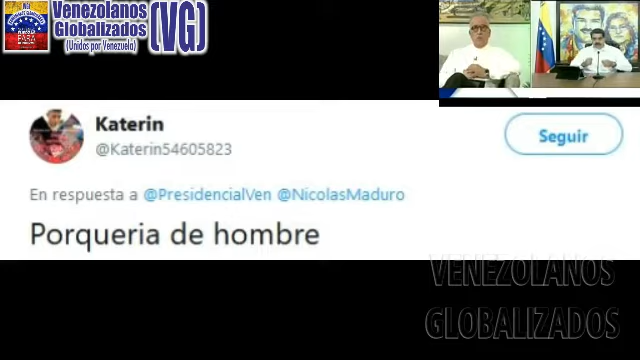 Venezolanos
Globalizados
(Unidos por Venezuela)
(VG)
Katerin
@Katerin54605823
Seguir
En respuesta a @PresidencialVen @NicolasMaduro
Porqueria de hombre
VENEZOLANOS
GLOBALIZADOS